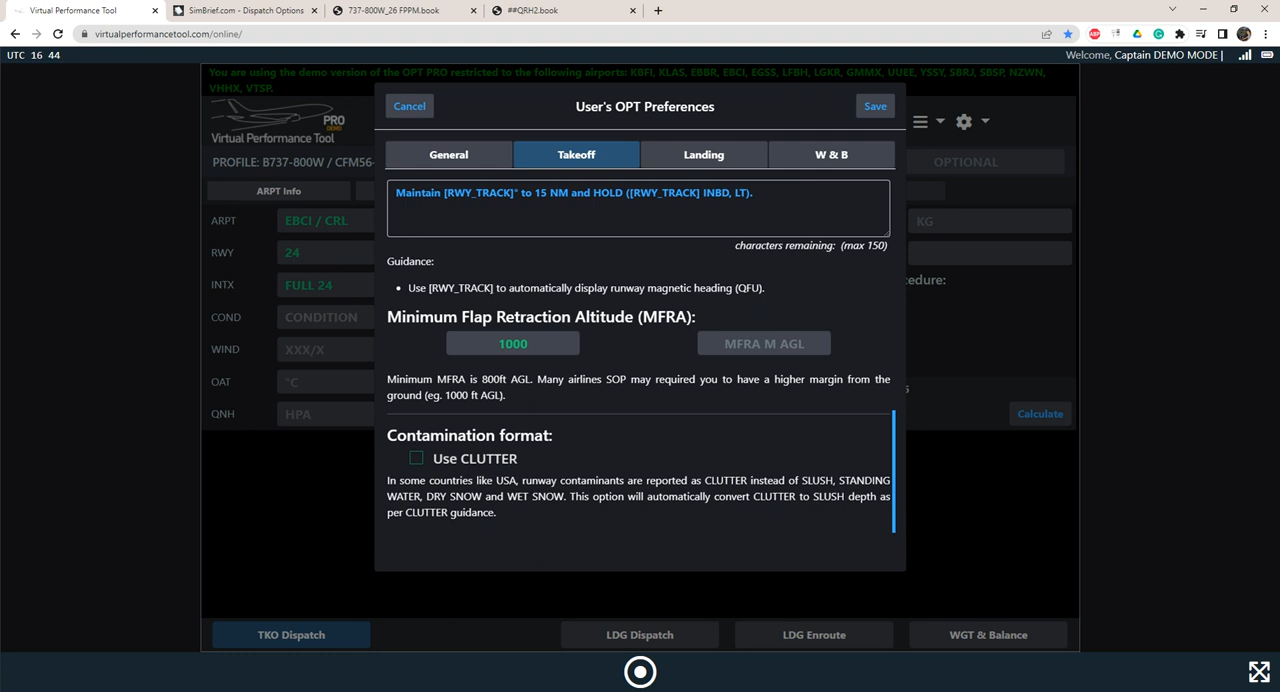 Virtual Performance Tool
SimBrief.com - Dispatch Options
737-800W_26 FPPM.book
##QRH2.book
virtualperformancetool.com/online/
UTC 16 44
Welcome, Captain DEMO MODE |
You are using the demo version of the OPT PRO restricted to the following airports: KBFI, KLAS, EBBR, EBCI, EGSS, LFBH, LGKR, GMMX, UUEE, YSSY, SBRJ, SBSP, NZWN,
VHHX, VTSP.
PRO
DEMO
Virtual Performance Tool
Cancel
User's OPT Preferences
Save
PROFILE: B737-800W / CFM56-
OPTIONAL
General
Takeoff
Landing
W & B
ARPT Info
Maintain [RWY_TRACK]° to 15 NM and HOLD ([RWY_TRACK] INBD, LT).
characters remaining: (max 150)
ARPT
EBCI / CRL
KG
RWY
24
INTX
FULL 24
cedure:
COND
CONDITION
WIND
XXX/X
OAT
°C
QNH
HPA
Guidance:
• Use [RWY_TRACK] to automatically display runway magnetic heading (QFU).
Minimum Flap Retraction Altitude (MFRA):
1000
MFRA M AGL
Minimum MFRA is 800ft AGL. Many airlines SOP may required you to have a higher margin from the
ground (eg. 1000 ft AGL).
Calculate
Contamination format:
Use CLUTTER
In some countries like USA, runway contaminants are reported as CLUTTER instead of SLUSH, STANDING
WATER, DRY SNOW and WET SNOW. This option will automatically convert CLUTTER to SLUSH depth as
per CLUTTER guidance.
TKO Dispatch
LDG Dispatch
LDG Enroute
WGT & Balance